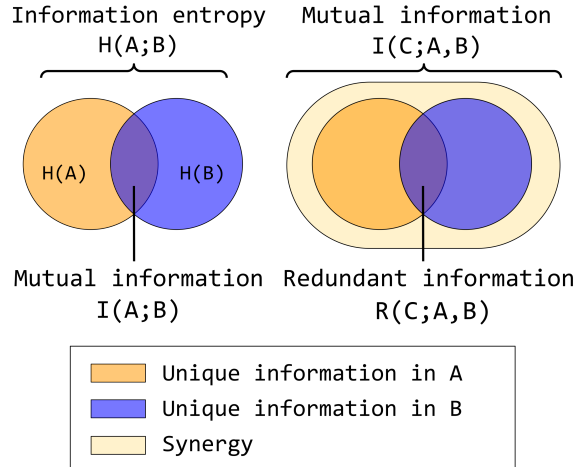 Information entropy
H(A;B)
Mutual information
I(C;A,B)
H(A)
H(B)
Mutual information
I(A;B)
Redundant information
R(C;A,B)
Unique information in A
Unique information in B
Synergy